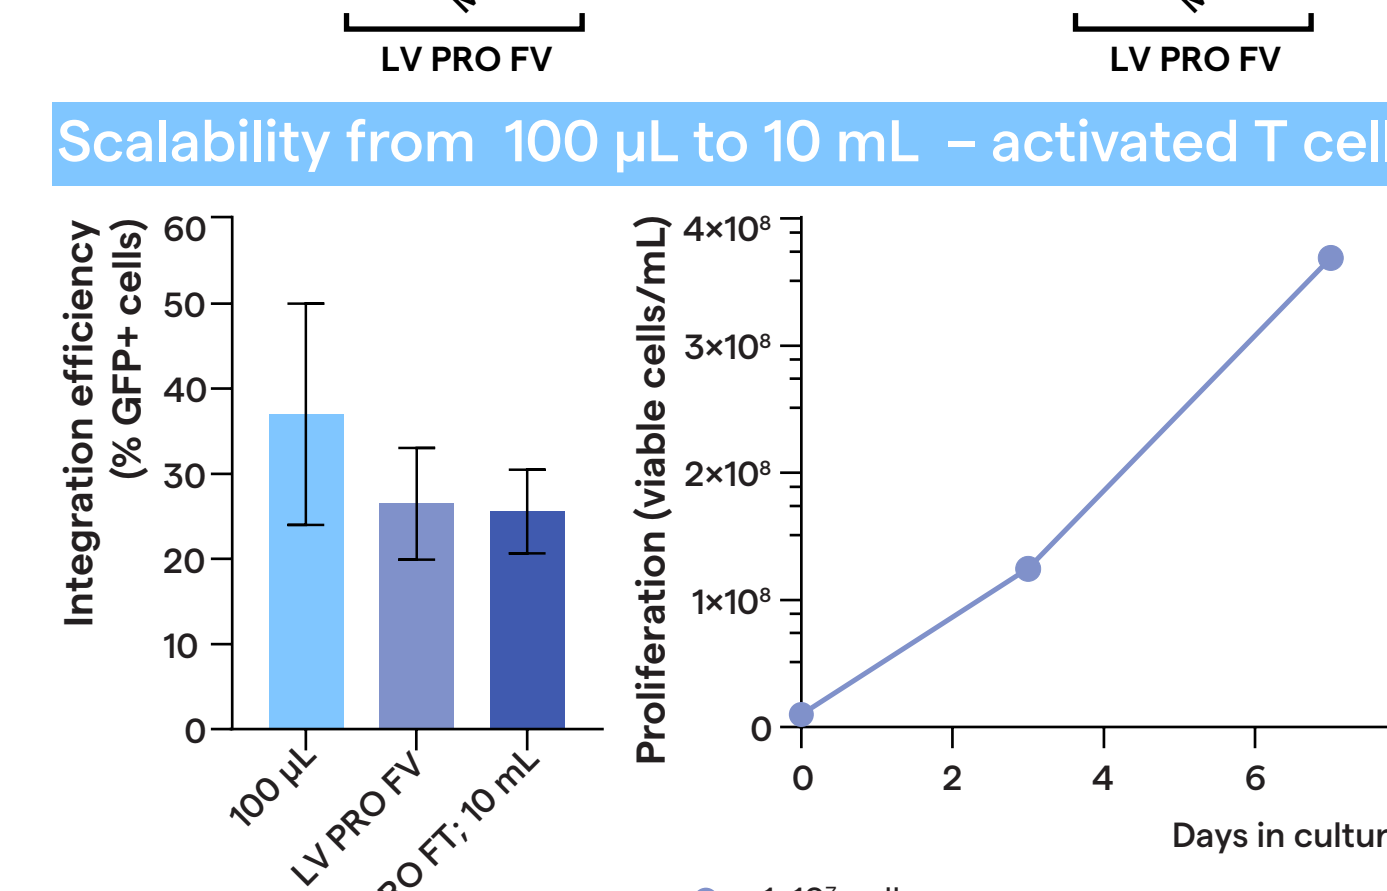 LV PRO FV
LV PRO FV
Scalability from 100 µL to 10 mL – activated T cell
Integration efficiency
(% GFP+ cells)
60
50
40
30
20
10
0
100 µL
LV PRO FV
RO FT; 10 mL
Proliferation (viable cells/mL)
4×10⁸
3×10⁸
2×10⁸
1×10⁸
0
0
2
4
6
Days in cultur